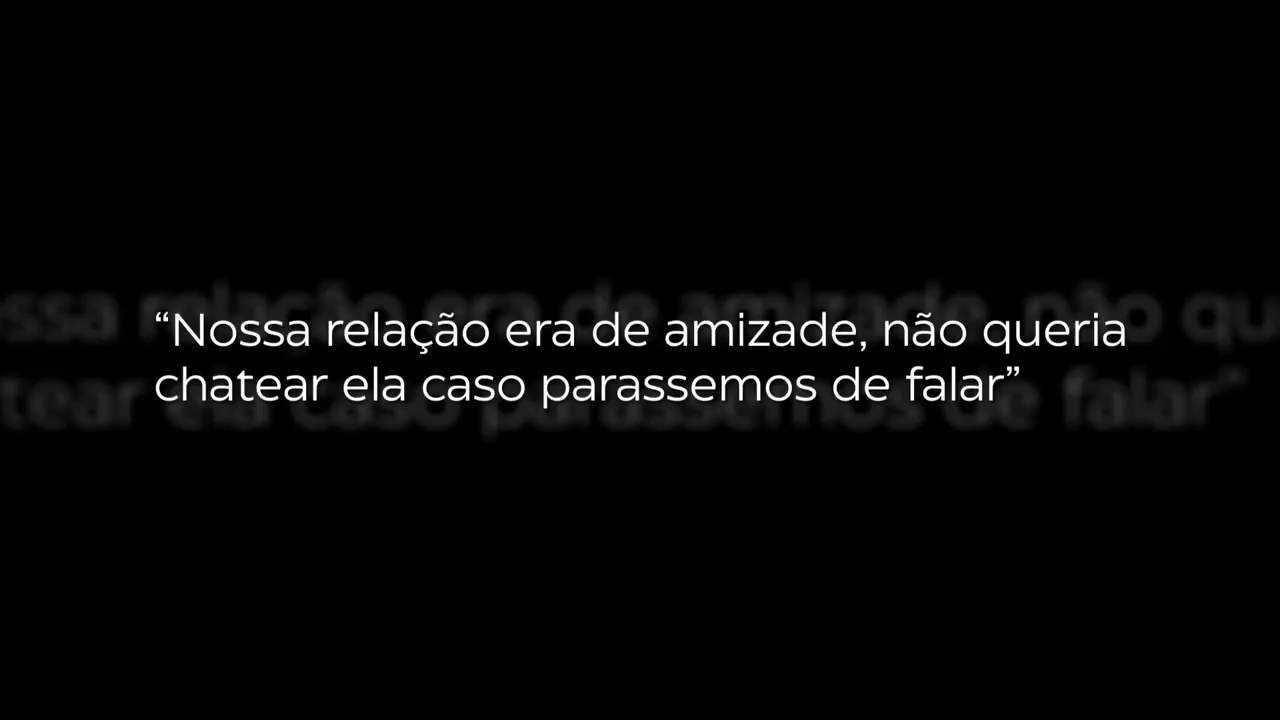 “Nossa relação era de amizade, não queria
chatear ela caso parassemos de falar”